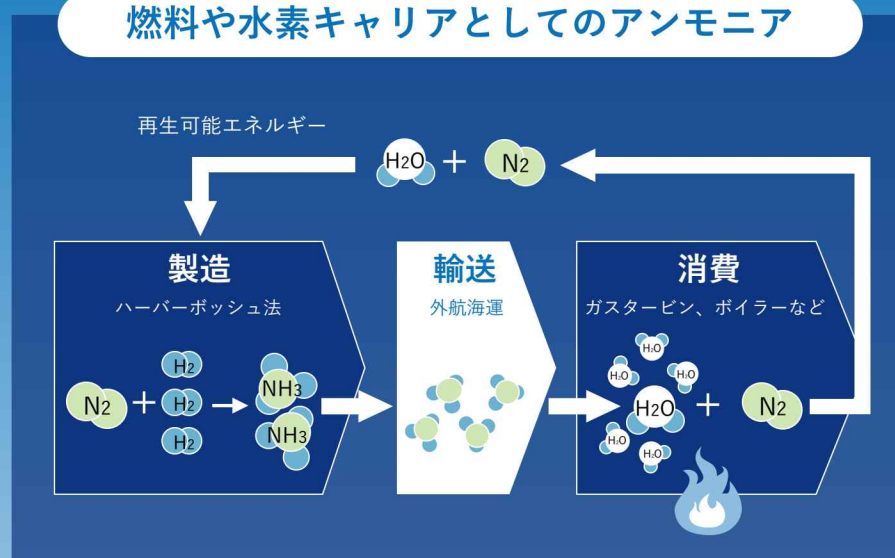 燃料や水素キャリアとしてのアンモニア
再生可能エネルギー
H2O + N2
製造
ハーバーボッシュ法
N2 + H2 H2 H2 → NH3 NH3
輸送
外航海運
消費
ガスタービン、ボイラーなど
H2O
H2O
H2O
H2O
H2O
H2O + N2